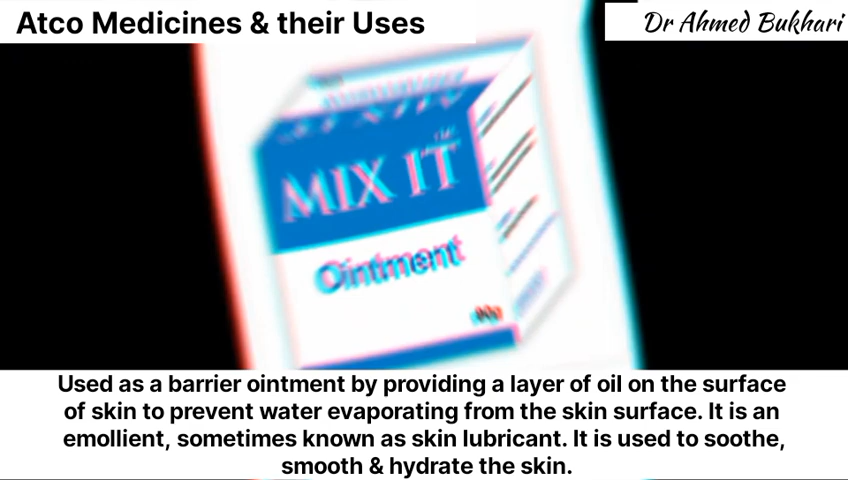 Atco Medicines & their Uses
Dr Ahmed Bukhari
MIX IT
Ointment
Used as a barrier ointment by providing a layer of oil on the surface
of skin to prevent water evaporating from the skin surface. It is an
emollient, sometimes known as skin lubricant. It is used to soothe,
smooth & hydrate the skin.